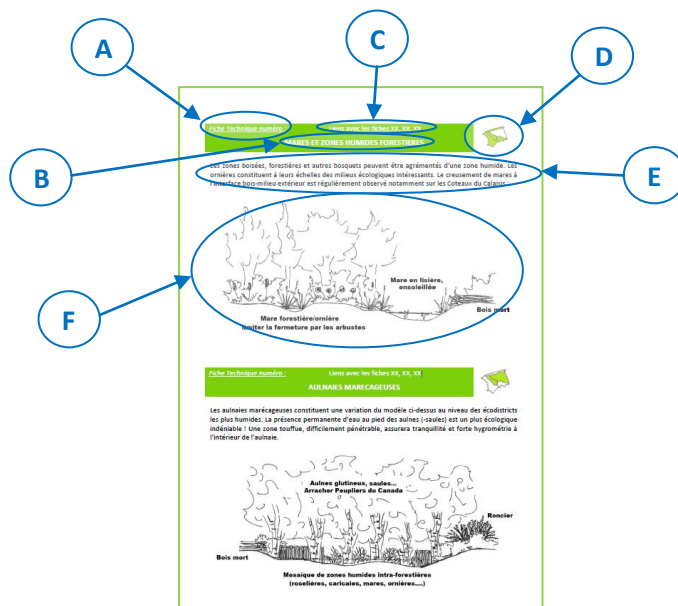 A
C
D
Fiche Technique numéro :
Liens avec les fiches XX, XX, XX
MARES ET ZONES HUMIDES FORESTIERES
B
E
Les zones boisées, forestières et autres bosquets peuvent être agrémentés d'une zone humide. Les
ornières constituent à leurs échelles des milieux écologiques intéressants. Le creusement de mares à
l'interface bois-milieu extérieur est régulièrement observé notamment sur les Coteaux du Calaisis.
Mare en lisière,
ensoleillée
F
Bois mort
Mare forestière/ornière
limiter la fermeture par les arbustes
Fiche Technique numéro :
Liens avec les fiches XX, XX, XX
AULNAIES MARECAGEUSES
Les aulnaies marécageuses constituent une variation du modèle ci-dessus au niveau des écodistricts
les plus humides. La présence permanente d'eau au pied des aulnes (-saules) est un plus écologique
indéniable ! Une zone touffue, difficilement pénétrable, assurera tranquilité et forte hygrométrie à
l'intérieur de l'aulnaie.
Aulnes glutineux, saules...
Arracher Peupliers du Canada
Roncier
Bois mort
Mosaïque de zones humides intra-forestières
(roselières, cariçaies, mares, ornières....)